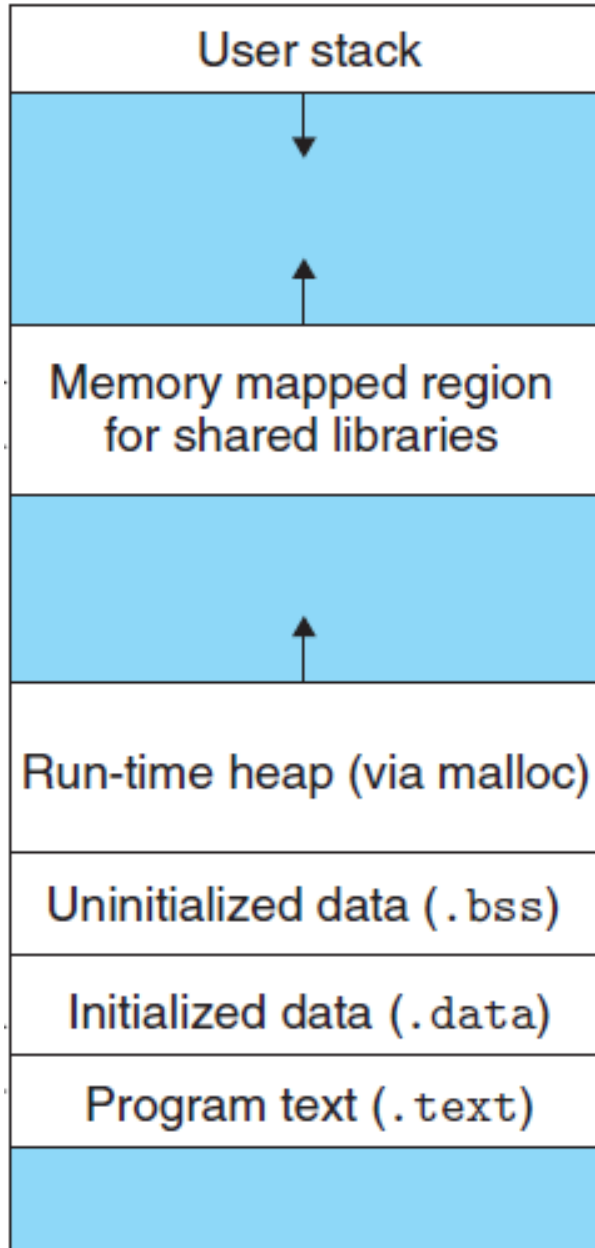 User stack
Memory mapped region
for shared libraries
Run-time heap (via malloc)
Uninitialized data (.bss)
Initialized data (.data)
Program text (.text)